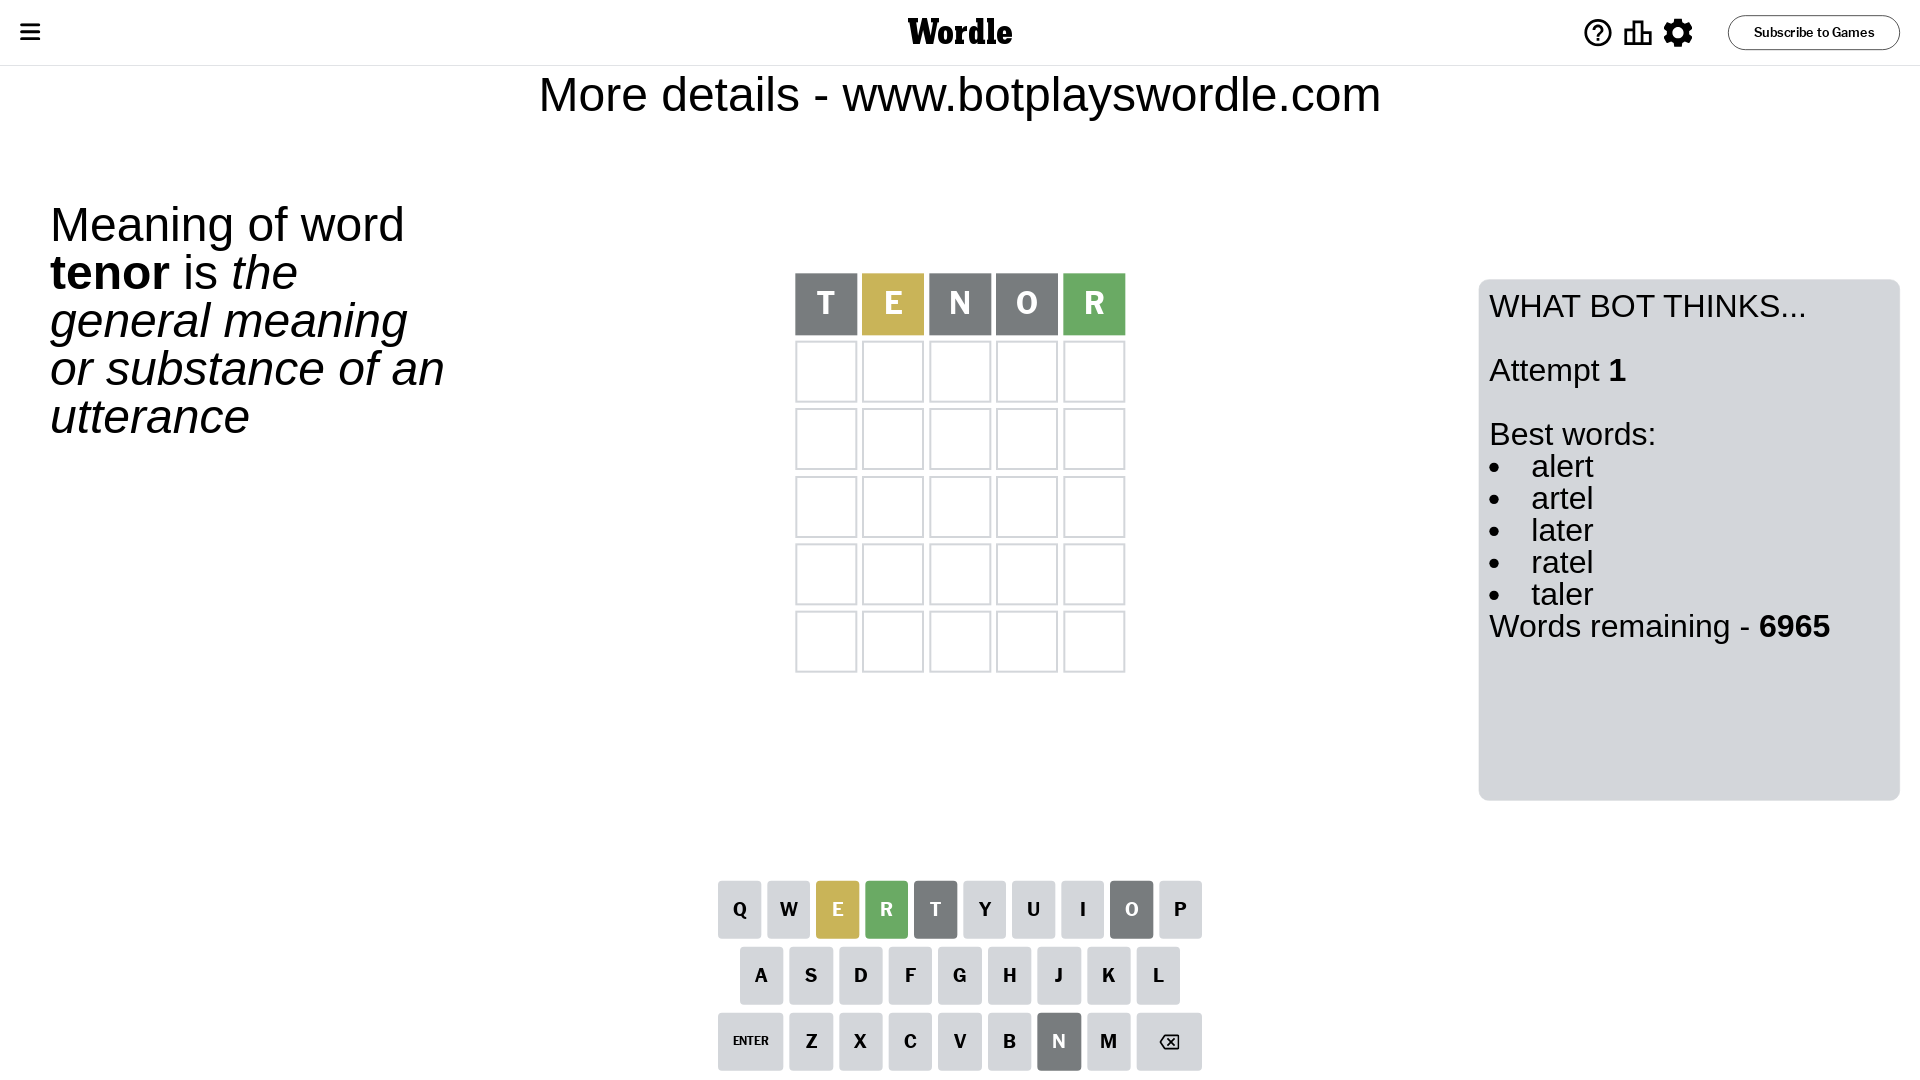 Wordle
Subscribe to Games
More details - www.botplayswordle.com
Meaning of word
tenor is the
general meaning
or substance of an
utterance
T E N O R
WHAT BOT THINKS...
Attempt 1
Best words:
• alert
• artel
• later
• ratel
• taler
Words remaining - 6965
Q W E R T Y U I O P
A S D F G H J K L
ENTER Z X C V B N M